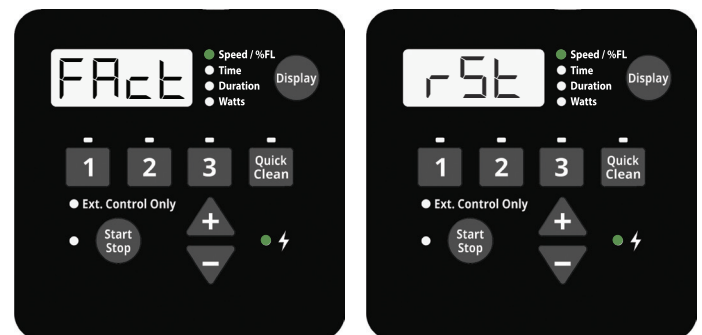 FAct
Speed / %FL
Time
Duration
Watts
Display
1
2
3
Quick
Clean
Ext. Control Only
Start
Stop
+
−
rSt
Speed / %FL
Time
Duration
Watts
Display
1
2
3
Quick
Clean
Ext. Control Only
Start
Stop
+
−